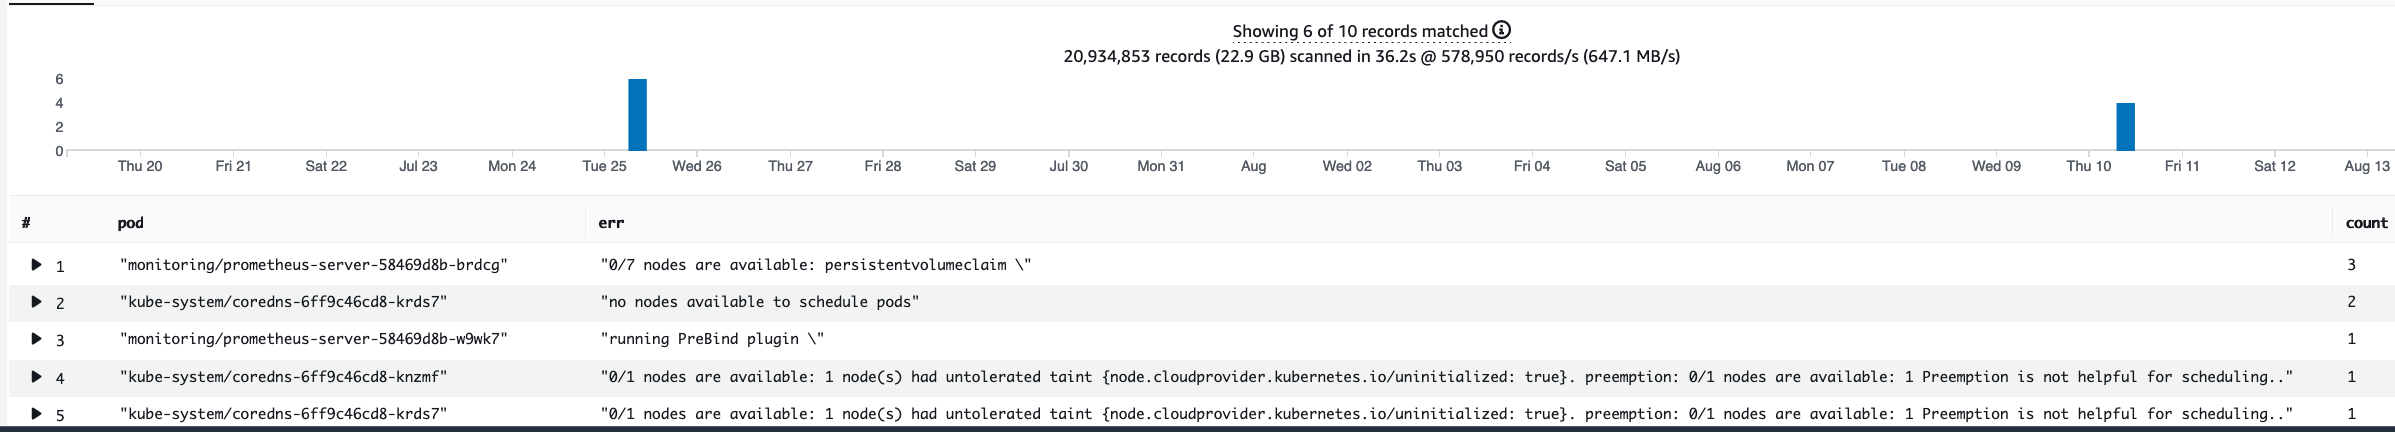 Showing 6 of 10 records matched
20,934,853 records (22.9 GB) scanned in 36.2s @ 578,950 records/s (647.1 MB/s)
6
4
2
0
Thu 20 Fri 21 Sat 22 Jul 23 Mon 24 Tue 25 Wed 26 Thu 27 Fri 28 Sat 29 Jul 30 Mon 31 Aug Wed 02 Thu 03 Fri 04 Sat 05 Aug 06 Mon 07 Tue 08 Wed 09 Thu 10 Fri 11 Sat 12 Aug 13
# pod err count
1 "monitoring/prometheus-server-58469d8b-brdcg" "0/7 nodes are available: persistentvolumeclaim \" 3
2 "kube-system/coredns-6ff9c46cd8-krds7" "no nodes available to schedule pods" 2
3 "monitoring/prometheus-server-58469d8b-w9wk7" "running PreBind plugin \" 1
4 "kube-system/coredns-6ff9c46cd8-knzmf" "0/1 nodes are available: 1 node(s) had untolerated taint {node.cloudprovider.kubernetes.io/uninitialized: true}. preemption: 0/1 nodes are available: 1 Preemption is not helpful for scheduling.." 1
5 "kube-system/coredns-6ff9c46cd8-krds7" "0/1 nodes are available: 1 node(s) had untolerated taint {node.cloudprovider.kubernetes.io/uninitialized: true}. preemption: 0/1 nodes are available: 1 Preemption is not helpful for scheduling.." 1